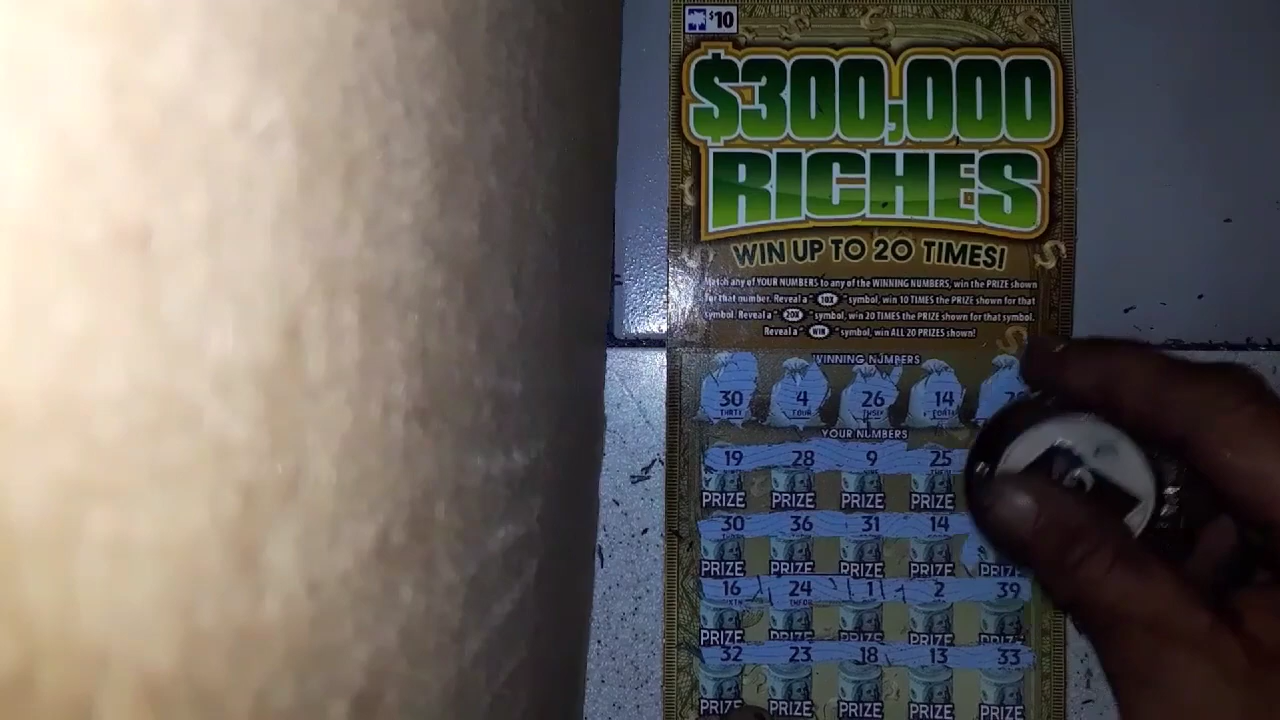 $10
$300,000
RICHES
WIN UP TO 20 TIMES!
Match any of YOUR NUMBERS to any of the WINNING NUMBERS, win the PRIZE shown
for that number. Reveal a "10X" symbol, win 10 TIMES the PRIZE shown for that
symbol. Reveal a "20X" symbol, win 20 TIMES the PRIZE shown for that symbol.
Reveal a "WIN" symbol, win ALL 20 PRIZES shown!
WINNING NUMBERS
30 4 26 14
YOUR NUMBERS
19 28 9 25
PRIZE PRIZE PRIZE PRIZE
30 36 31 14
PRIZE PRIZE PRIZE PRIZE PRIZE
16 24 1 2 39
PRIZE PRIZE PRIZE PRIZE PRIZE
32 23 18 13 33
PRIZE PRIZE PRIZE PRIZE PRIZE